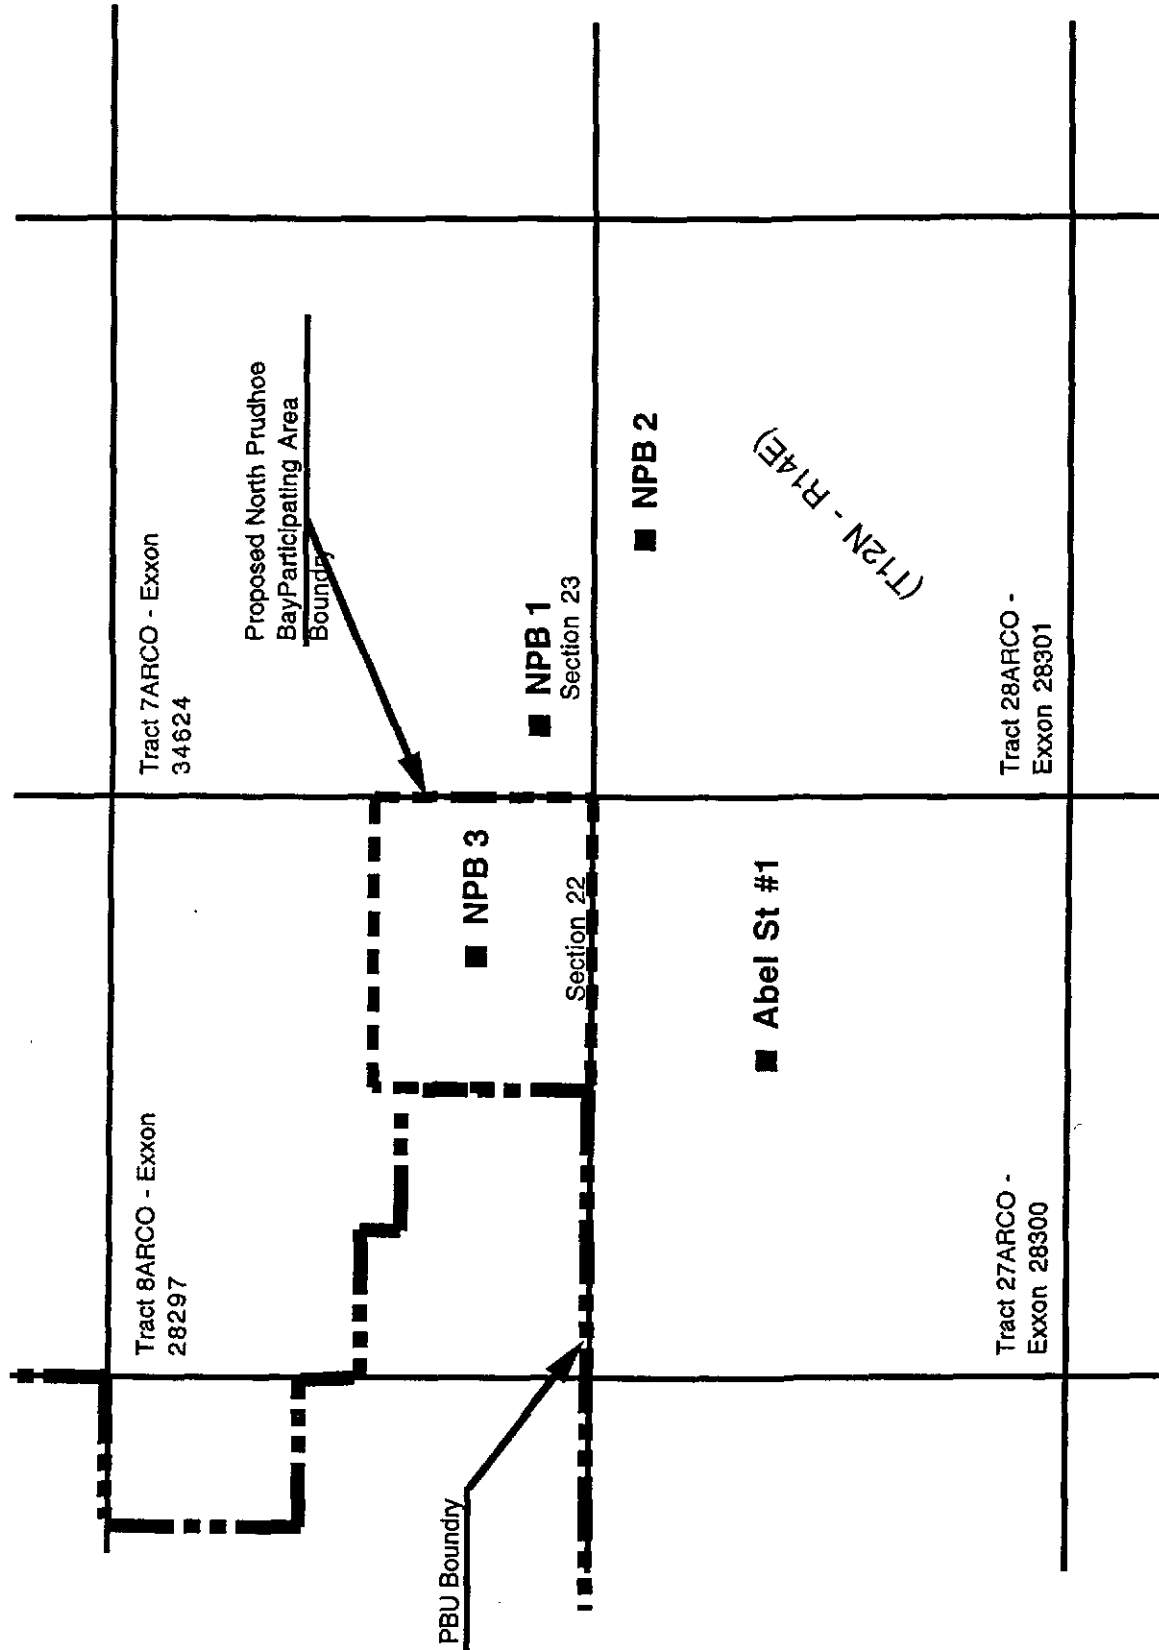 Tract 8ARCO - Exxon
28297
Tract 7ARCO - Exxon
34624
Proposed North Prudhoe
BayParticipating Area
Boundry
PBU Boundry
■ NPB 3
Section 22
■ NPB 1
Section 23
■ NPB 2
■ Abel St #1
(T12N - R14E)
Tract 27ARCO -
Exxon 28300
Tract 28ARCO -
Exxon 28301